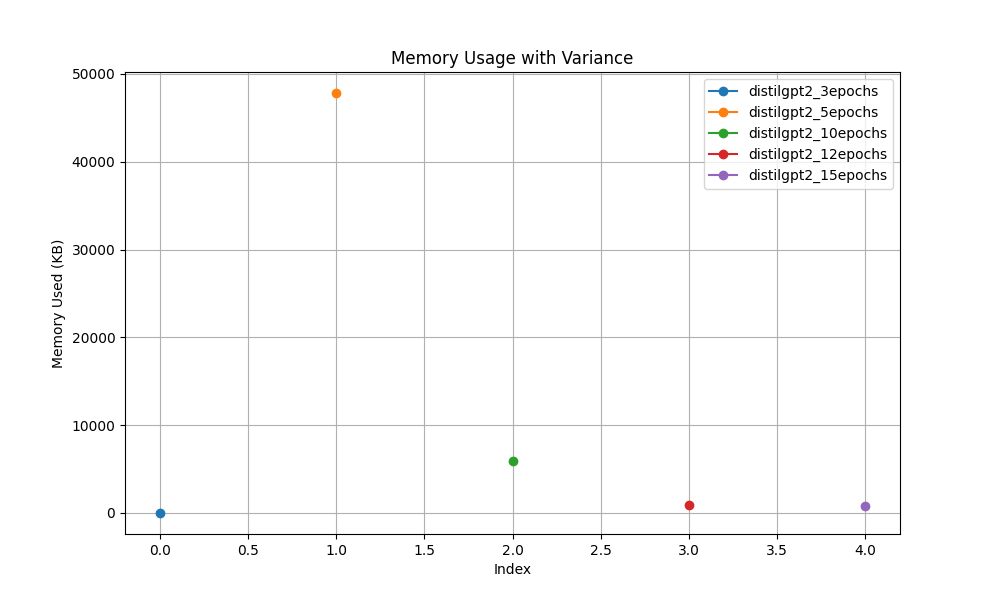 Memory Usage with Variance
50000
40000
30000
20000
10000
0
Memory Used (KB)
distilgpt2_3epochs
distilgpt2_5epochs
distilgpt2_10epochs
distilgpt2_12epochs
distilgpt2_15epochs
0.0 0.5 1.0 1.5 2.0 2.5 3.0 3.5 4.0
Index